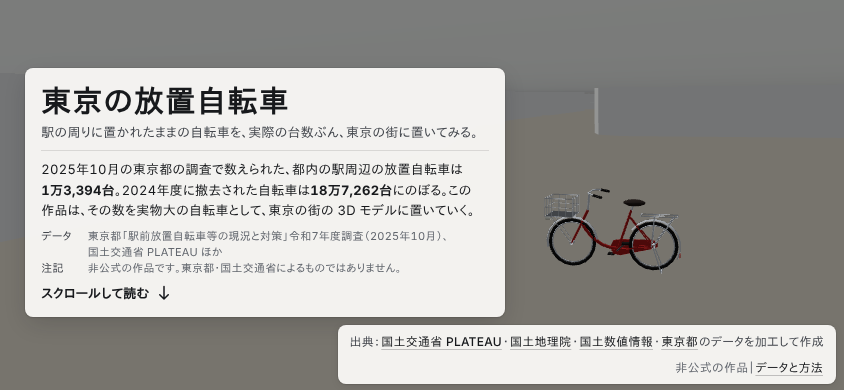 東京の放置自転車
駅の周りに置かれたままの自転車を、実際の台数ぶん、東京の街に置いてみる。
2025年10月の東京都の調査で数えられた、都内の駅周辺の放置自転車は
1万3,394台。2024年度に撤去された自転車は18万7,262台にのぼる。この
作品は、その数を実物大の自転車として、東京の街の 3D モデルに置いていく。
データ 東京都「駅前放置自転車等の現況と対策」令和7年度調査（2025年10月）、
国土交通省 PLATEAU ほか
注記 非公式の作品です。東京都・国土交通省によるものではありません。
スクロールして読む ↓
出典：国土交通省 PLATEAU・国土地理院・国土数値情報・東京都のデータを加工して作成
非公式の作品|データと方法